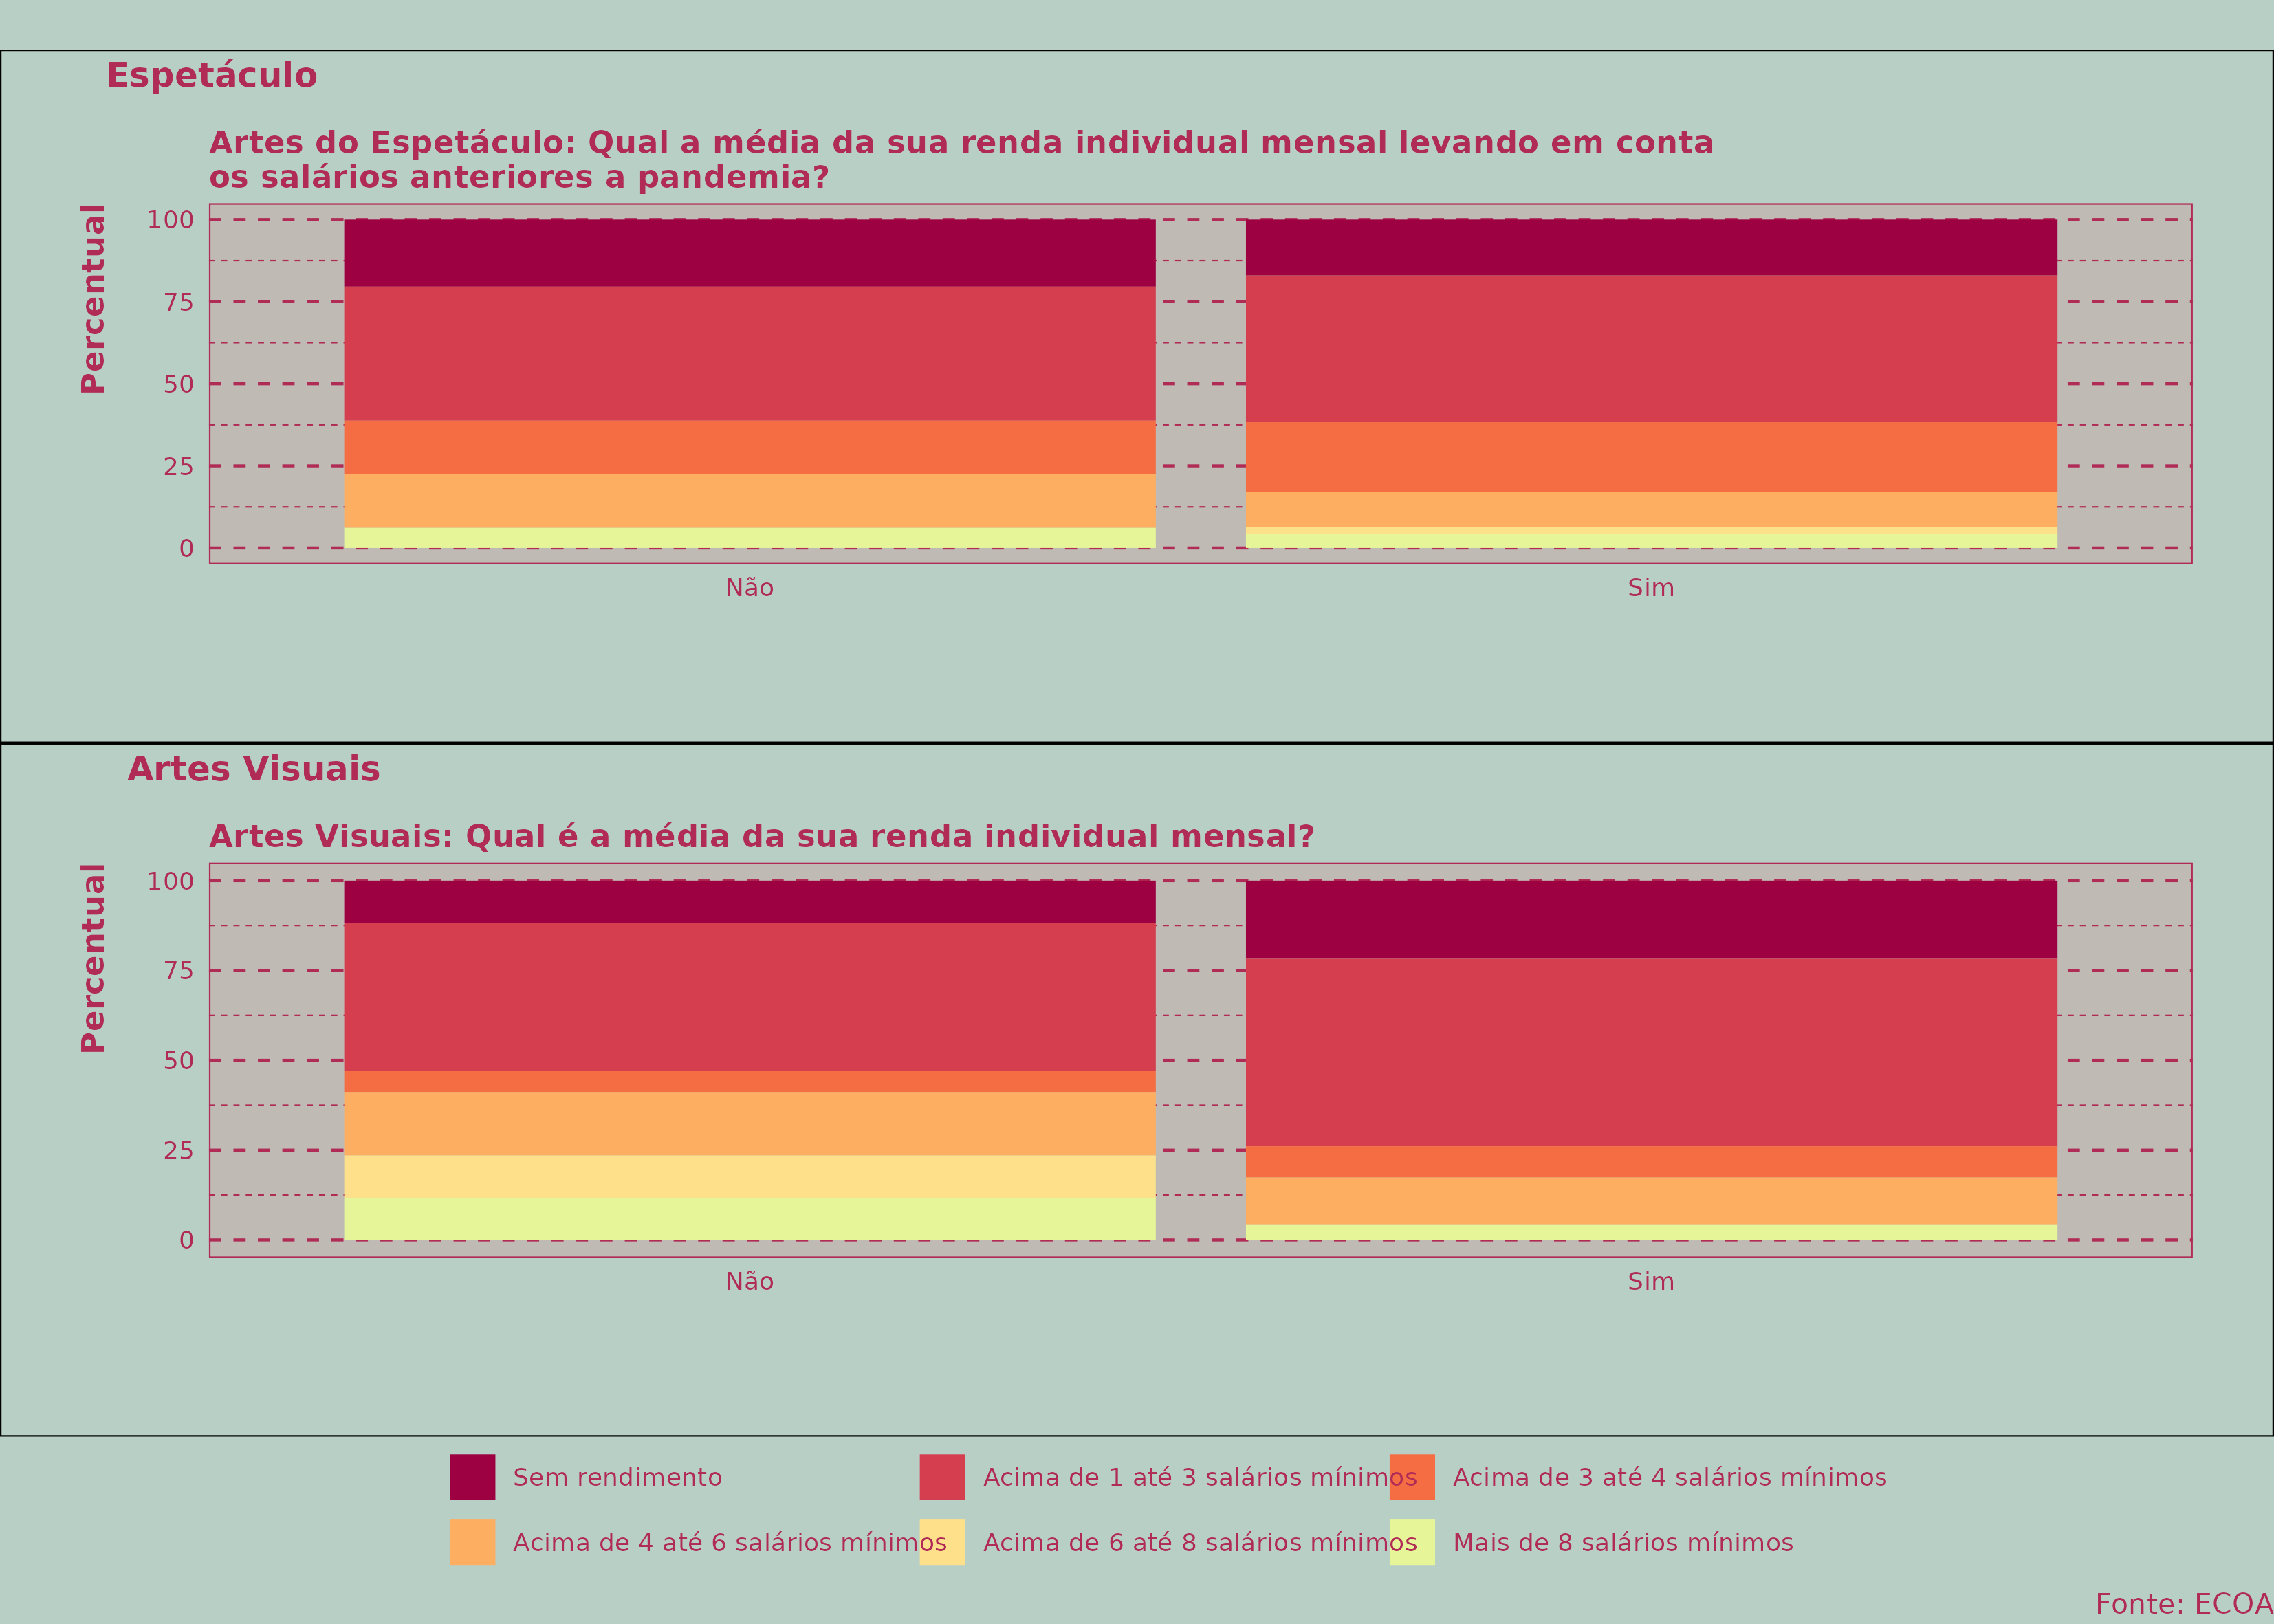 Espetáculo
Artes do Espetáculo: Qual a média da sua renda individual mensal levando em conta
os salários anteriores a pandemia?
Percentual
100
75
50
25
0
Não
Sim
Artes Visuais
Artes Visuais: Qual é a média da sua renda individual mensal?
Percentual
100
75
50
25
0
Não
Sim
Sem rendimento
Acima de 1 até 3 salários mínimos
Acima de 3 até 4 salários mínimos
Acima de 4 até 6 salários mínimos
Acima de 6 até 8 salários mínimos
Mais de 8 salários mínimos
Fonte: ECOA